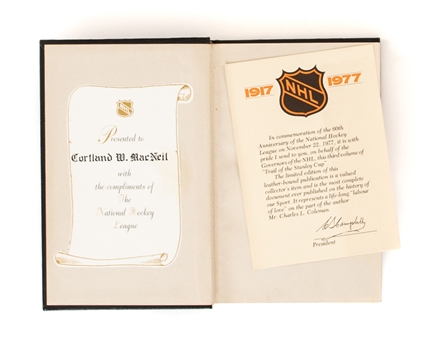 Presented to
Cortland W. MacNeil
with
the compliments of
The
National Hockey
League
1917 NHL 1977
In commemoration of the 60th
Anniversary of the National Hockey
League on November 22, 1977, it is with
pride I send to you, on behalf of the
Governors of the NHL, this third volume of
"Trail of the Stanley Cup"
The limited edition of this
leather-bound publication is a valued
collector's item and is the most complete
document ever published on the history of
our Sport. It represents a life-long "labour
of love" on the part of the author
Mr. Charles L. Coleman.
President